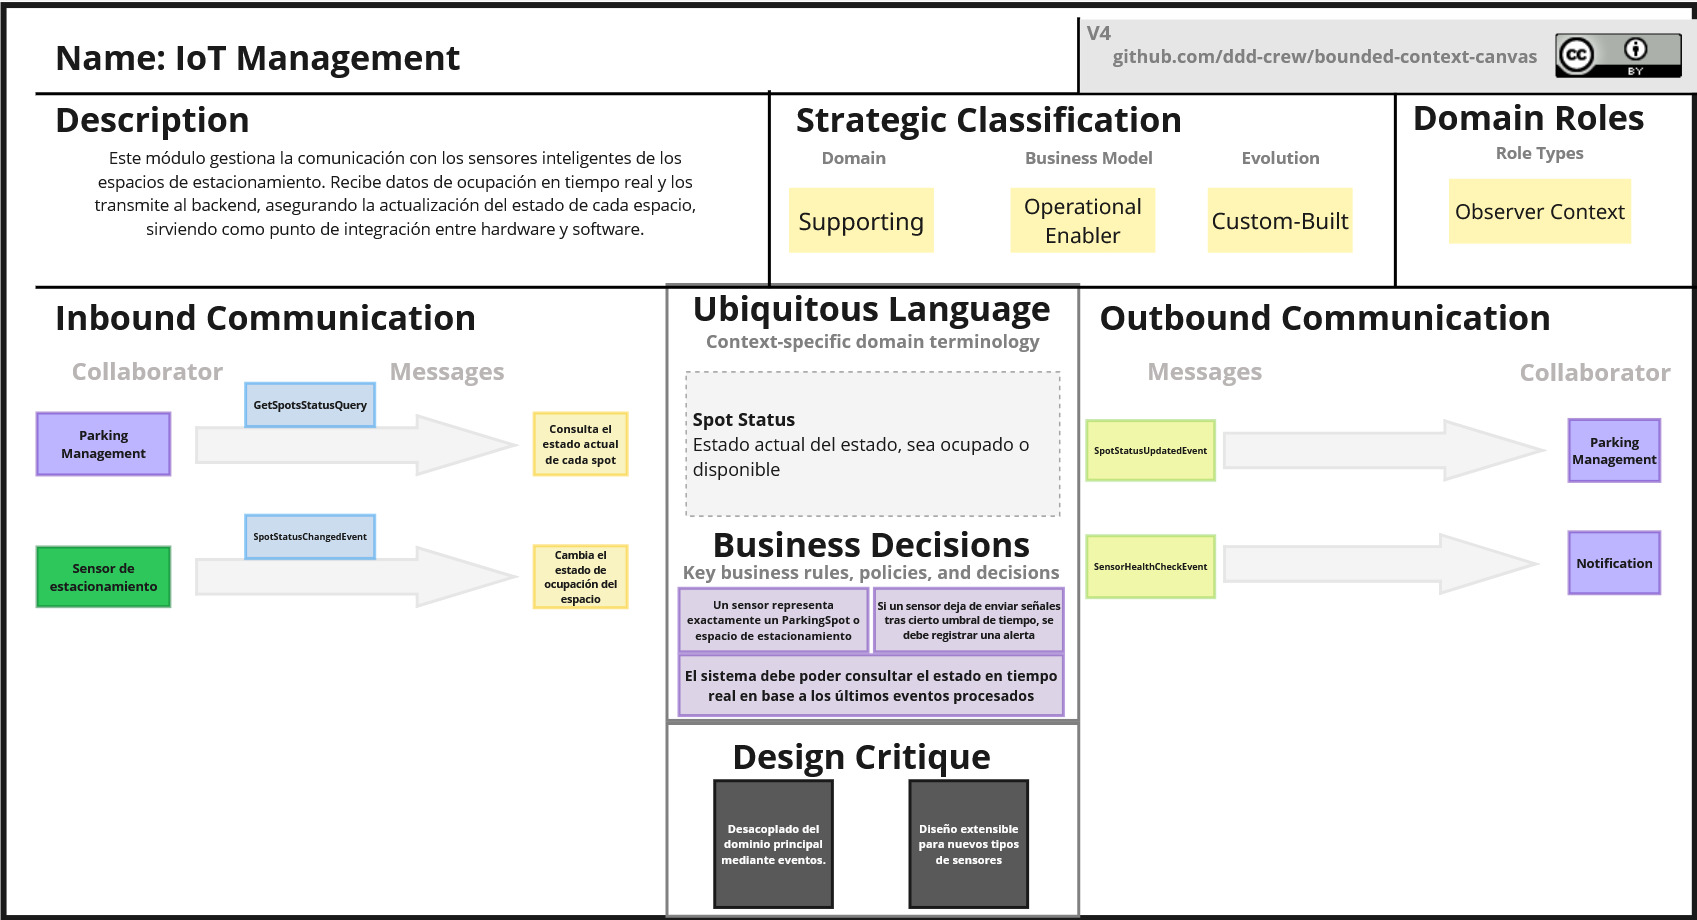 Name: IoT Management
V4
github.com/ddd-crew/bounded-context-canvas
cc
BY
Description
Este módulo gestiona la comunicación con los sensores inteligentes de los
espacios de estacionamiento. Recibe datos de ocupación en tiempo real y los
transmite al backend, asegurando la actualización del estado de cada espacio,
sirviendo como punto de integración entre hardware y software.
Strategic Classification
Domain
Supporting
Business Model
Operational
Enabler
Evolution
Custom-Built
Domain Roles
Role Types
Observer Context
Inbound Communication
Collaborator
Messages
Parking
Management
GetSpotsStatusQuery
Consulta el
estado actual
de cada spot
Sensor de
estacionamiento
SpotStatusChangedEvent
Cambia el
estado de
ocupación del
espacio
Ubiquitous Language
Context-specific domain terminology
Spot Status
Estado actual del estado, sea ocupado o
disponible
Business Decisions
Key business rules, policies, and decisions
Un sensor representa
exactamente un ParkingSpot o
espacio de estacionamiento
Si un sensor deja de enviar señales
tras cierto umbral de tiempo, se
debe registrar una alerta
El sistema debe poder consultar el estado en tiempo
real en base a los últimos eventos procesados
Design Critique
Desacoplado del
dominio principal
mediante eventos.
Diseño extensible
para nuevos tipos
de sensores
Outbound Communication
Messages
Collaborator
SpotStatusUpdatedEvent
Parking
Management
SensorHealthCheckEvent
Notification